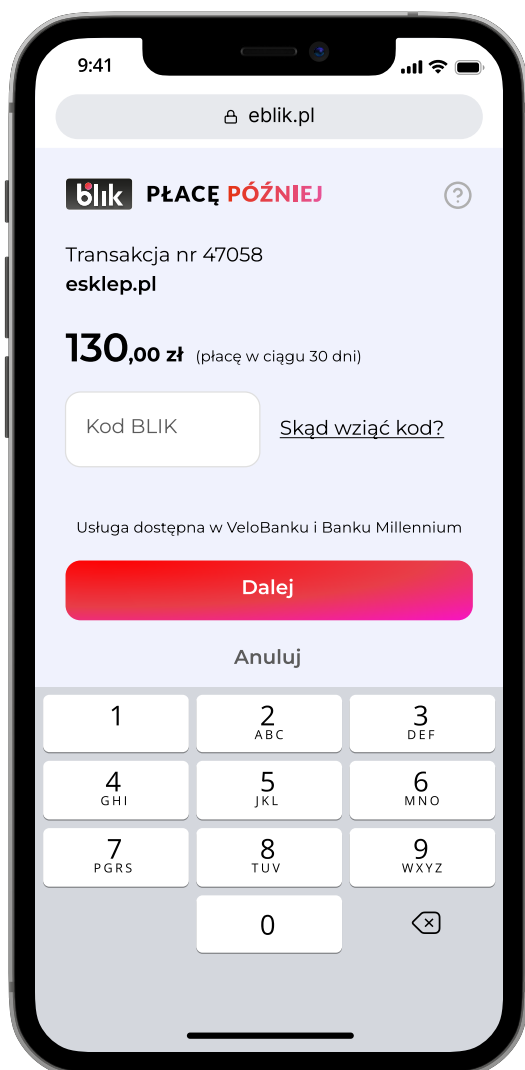 9:41
eblik.pl
blik PŁACĘ PÓŹNIEJ
?
Transakcja nr 47058
esklep.pl
130,00 zł (płacę w ciągu 30 dni)
Kod BLIK
Skąd wziąć kod?
Usługa dostępna w VeloBanku i Banku Millennium
Dalej
Anuluj
1 2 3
ABC DEF
4 5 6
GHI JKL MNO
7 8 9
PGRS TUV WXYZ
0